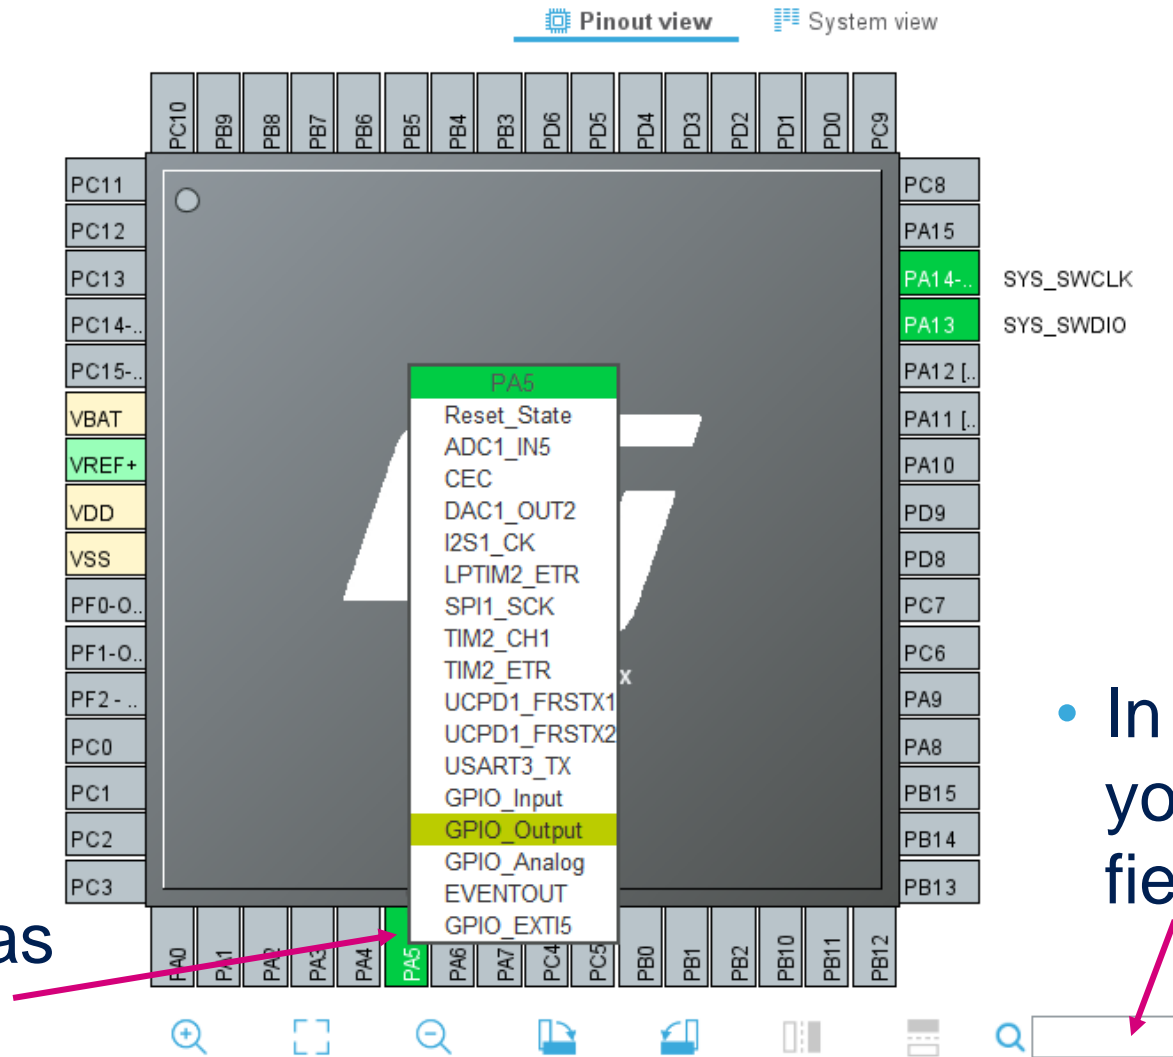 Pinout view
System view
PC10 PB9 PB8 PB7 PB6 PB5 PB4 PB3 PD6 PD5 PD4 PD3 PD2 PD1 PD0 PC9
PC11
PC12
PC13
PC14-..
PC15-..
VBAT
VREF+
VDD
VSS
PF0-O..
PF1-O..
PF2 - ..
PC0
PC1
PC2
PC3
PA5
Reset_State
ADC1_IN5
CEC
DAC1_OUT2
I2S1_CK
LPTIM2_ETR
SPI1_SCK
TIM2_CH1
TIM2_ETR
UCPD1_FRSTX1
UCPD1_FRSTX2
USART3_TX
GPIO_Input
GPIO_Output
GPIO_Analog
EVENTOUT
GPIO_EXTI5
x
PC8
PA15
PA14-.. SYS_SWCLK
PA13 SYS_SWDIO
PA12 [..
PA11 [..
PA10
PD9
PD8
PC7
PC6
PA9
PA8
PB15
PB14
PB13
PA0 PA1 PA2 PA3 PA4 PA5 PA6 PA7 PC4 PC5 PB0 PB1 PB2 PB10 PB11 PB12
as
• In
yo
fie